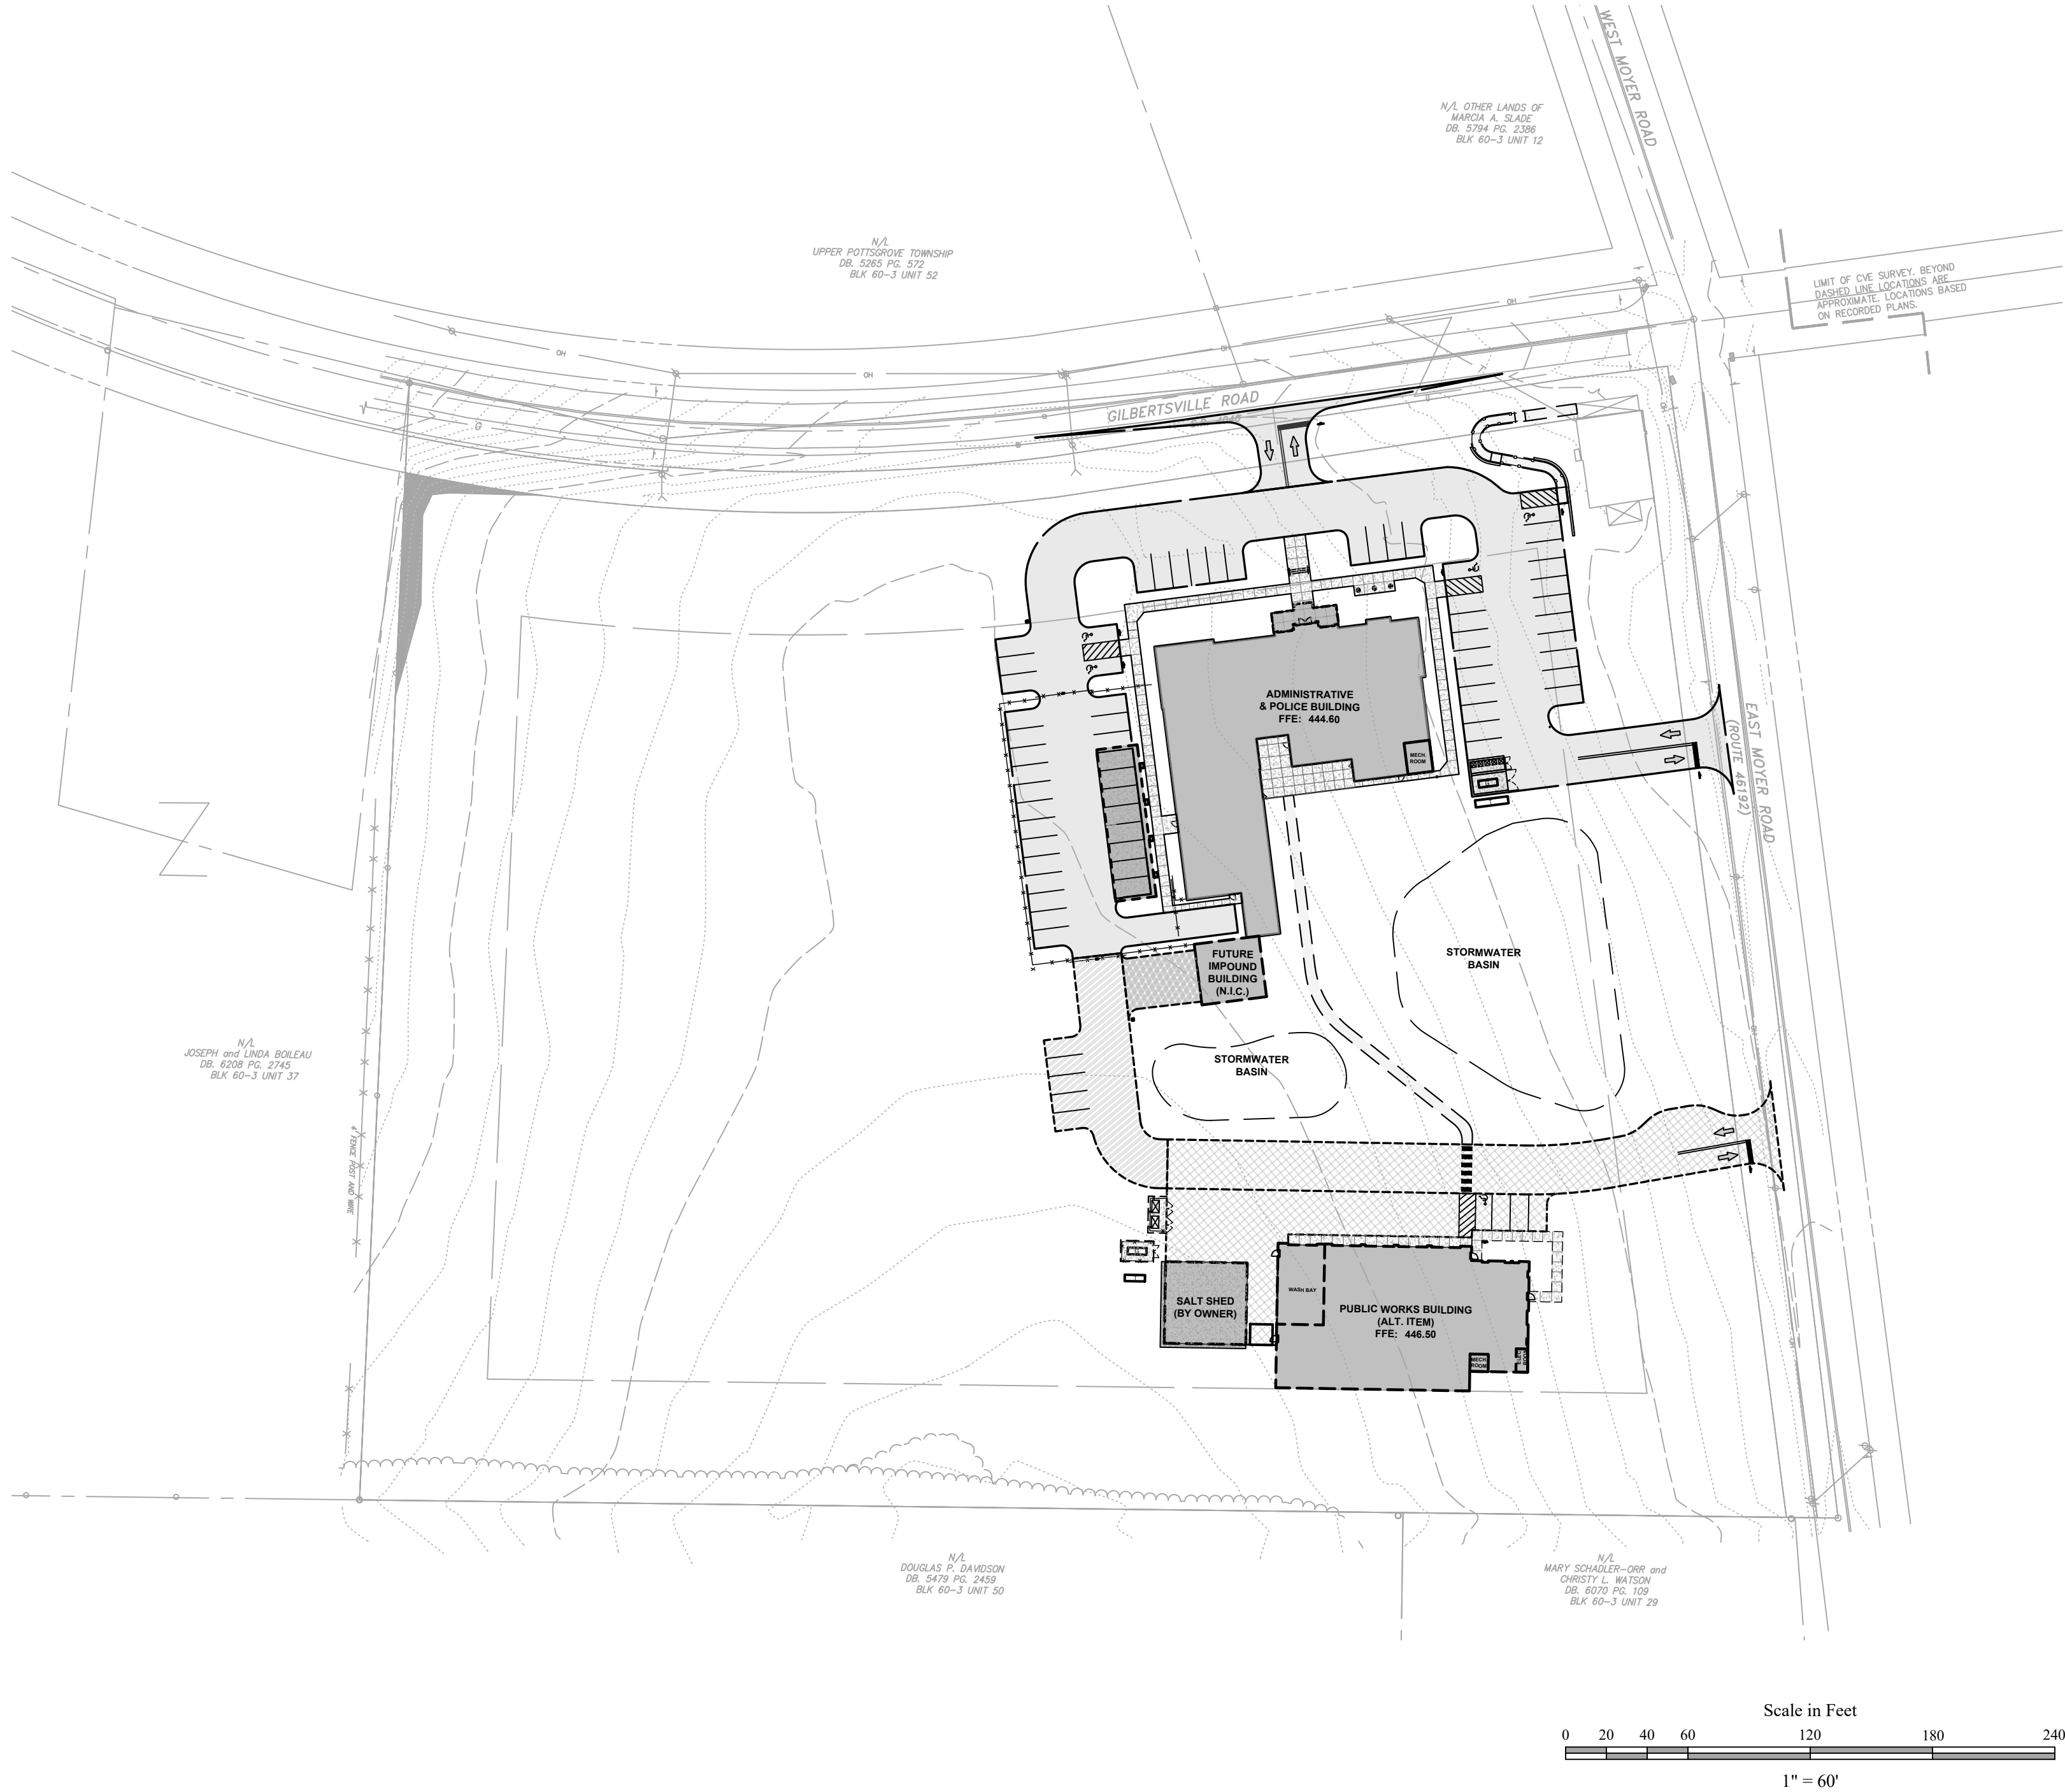 WEST MOYER ROAD
N/L OTHER LANDS OF
MARCIA A. SLADE
DB. 5794 PG. 2386
BLK 60-3 UNIT 12
N/L
UPPER POTTSGROVE TOWNSHIP
DB. 5265 PG. 572
BLK 60-3 UNIT 52
LIMIT OF CVE SURVEY. BEYOND
DASHED LINE LOCATIONS ARE
APPROXIMATE. LOCATIONS BASED
ON RECORDED PLANS.
OH
OH
OH
OH
G
GILBERTSVILLE ROAD
ADMINISTRATIVE
& POLICE BUILDING
FFE: 444.60
MECH.
ROOM
EAST MOYER ROAD
(ROUTE 46192)
STORMWATER
BASIN
FUTURE
IMPOUND
BUILDING
(N.I.C.)
STORMWATER
BASIN
N/L
JOSEPH and LINDA BOILEAU
DB. 6208 PG. 2745
BLK 60-3 UNIT 37
4' FENCE POST AND WIRE
SALT SHED
(BY OWNER)
WASH BAY
PUBLIC WORKS BUILDING
(ALT. ITEM)
FFE: 446.50
MECH.
ROOM
N/L
DOUGLAS P. DAVIDSON
DB. 5479 PG. 2459
BLK 60-3 UNIT 50
N/L
MARY SCHADLER-ORR and
CHRISTY L. WATSON
DB. 6070 PG. 109
BLK 60-3 UNIT 29
Scale in Feet
0 20 40 60 120 180 240
1" = 60'